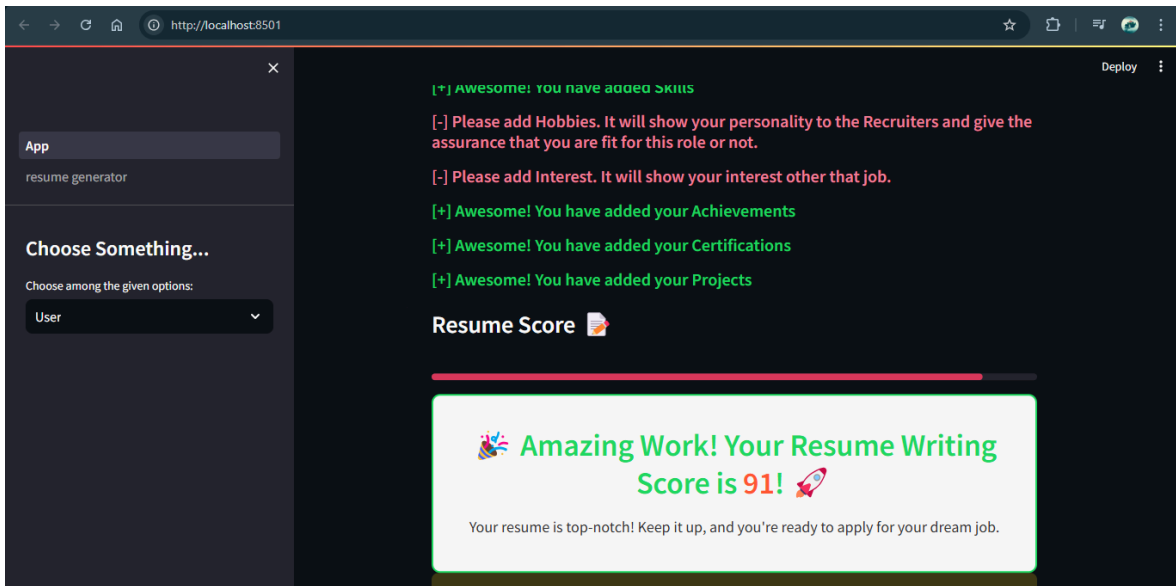 http://localhost:8501
Deploy
App
resume generator
Choose Something...
Choose among the given options:
User
[+] Awesome! You have added Skills
[-] Please add Hobbies. It will show your personality to the Recruiters and give the
assurance that you are fit for this role or not.
[-] Please add Interest. It will show your interest other that job.
[+] Awesome! You have added your Achievements
[+] Awesome! You have added your Certifications
[+] Awesome! You have added your Projects
Resume Score 📝
🎉 Amazing Work! Your Resume Writing
Score is 91! 🚀
Your resume is top-notch! Keep it up, and you're ready to apply for your dream job.